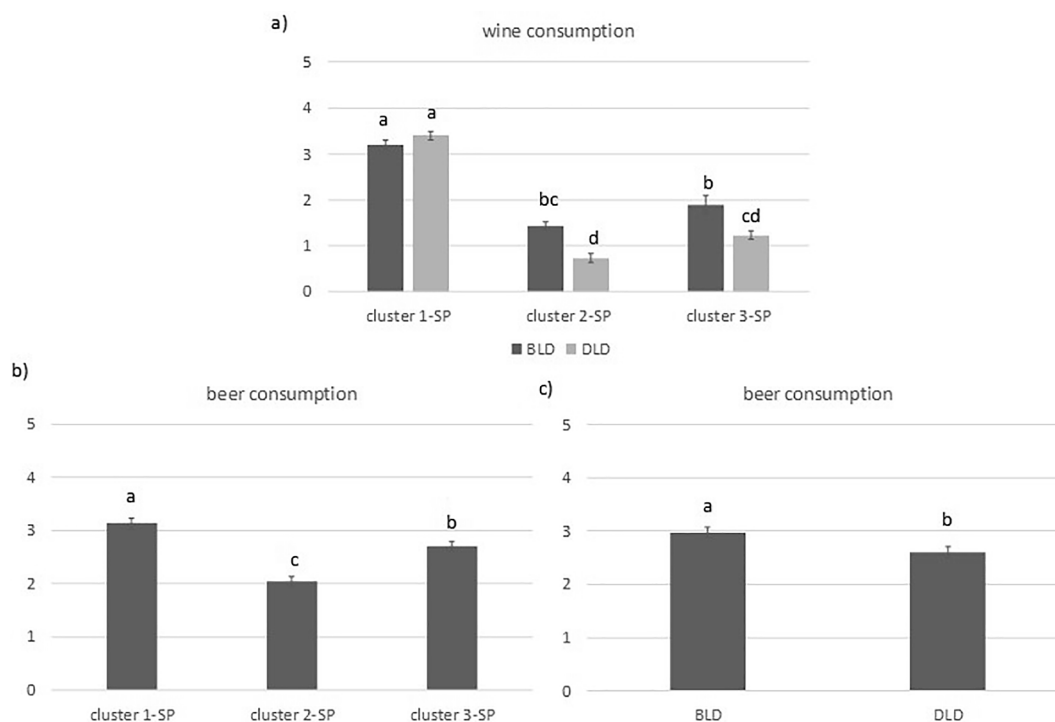 a)
wine consumption
5
4
3
2
1
0
a
a
bc
d
b
cd
cluster 1-SP cluster 2-SP cluster 3-SP
BLD DLD
b)
beer consumption
5
4
3
2
1
0
a
c
b
cluster 1-SP cluster 2-SP cluster 3-SP
c)
beer consumption
5
4
3
2
1
0
a
b
BLD DLD